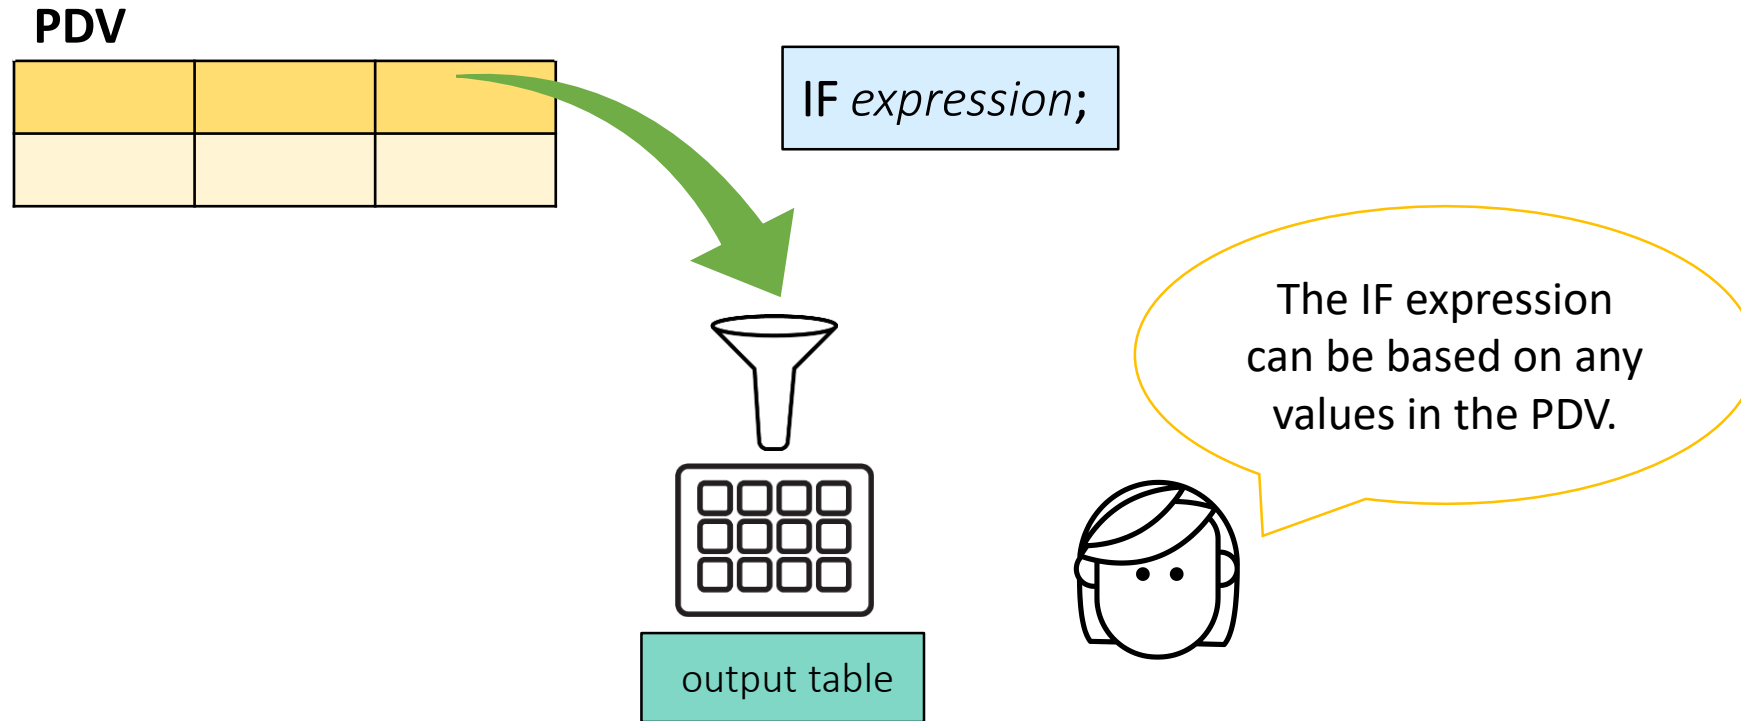 PDV
IF expression;
The IF expression
can be based on any
values in the PDV.
output table